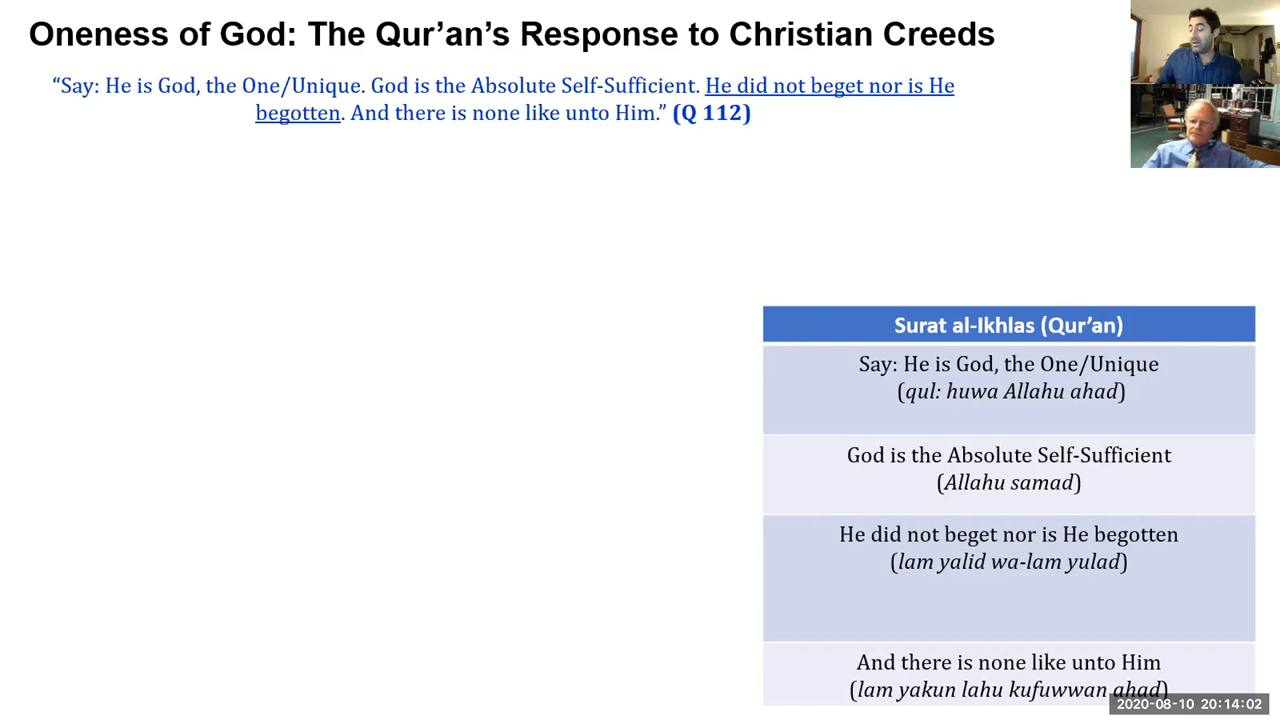 Oneness of God: The Qur’an’s Response to Christian Creeds
“Say: He is God, the One/Unique. God is the Absolute Self-Sufficient. He did not beget nor is He
begotten. And there is none like unto Him.” (Q 112)
Surat al-Ikhlas (Qur’an)
Say: He is God, the One/Unique
(qul: huwa Allahu ahad)
God is the Absolute Self-Sufficient
(Allahu samad)
He did not beget nor is He begotten
(lam yalid wa-lam yulad)
And there is none like unto Him
(lam yakun lahu kufuwwan ahad)
2020-08-10 20:14:02